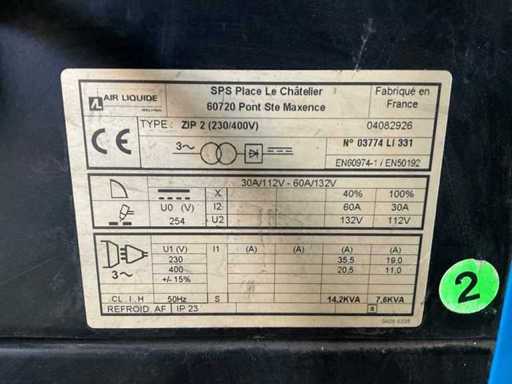 AIR LIQUIDE
SPS Place Le Châtelier
60720 Pont Ste Maxence
Fabriqué en
France
CE
TYPE: ZIP 2 (230/400V)
04082926
3~
N° 03774 LI 331
EN60974-1 / EN50192
30A/112V - 60A/132V
X 40% 100%
U0 (V) I2 60A 30A
254 U2 132V 112V
U1 (V) I1 (A) (A) (A) (A)
230 35,5 19,0
400 20,5 11,0
3~ +/- 15%
CL. I. H 50Hz S 14,2KVA 7,6KVA
REFROID. AF IP 23 S
2